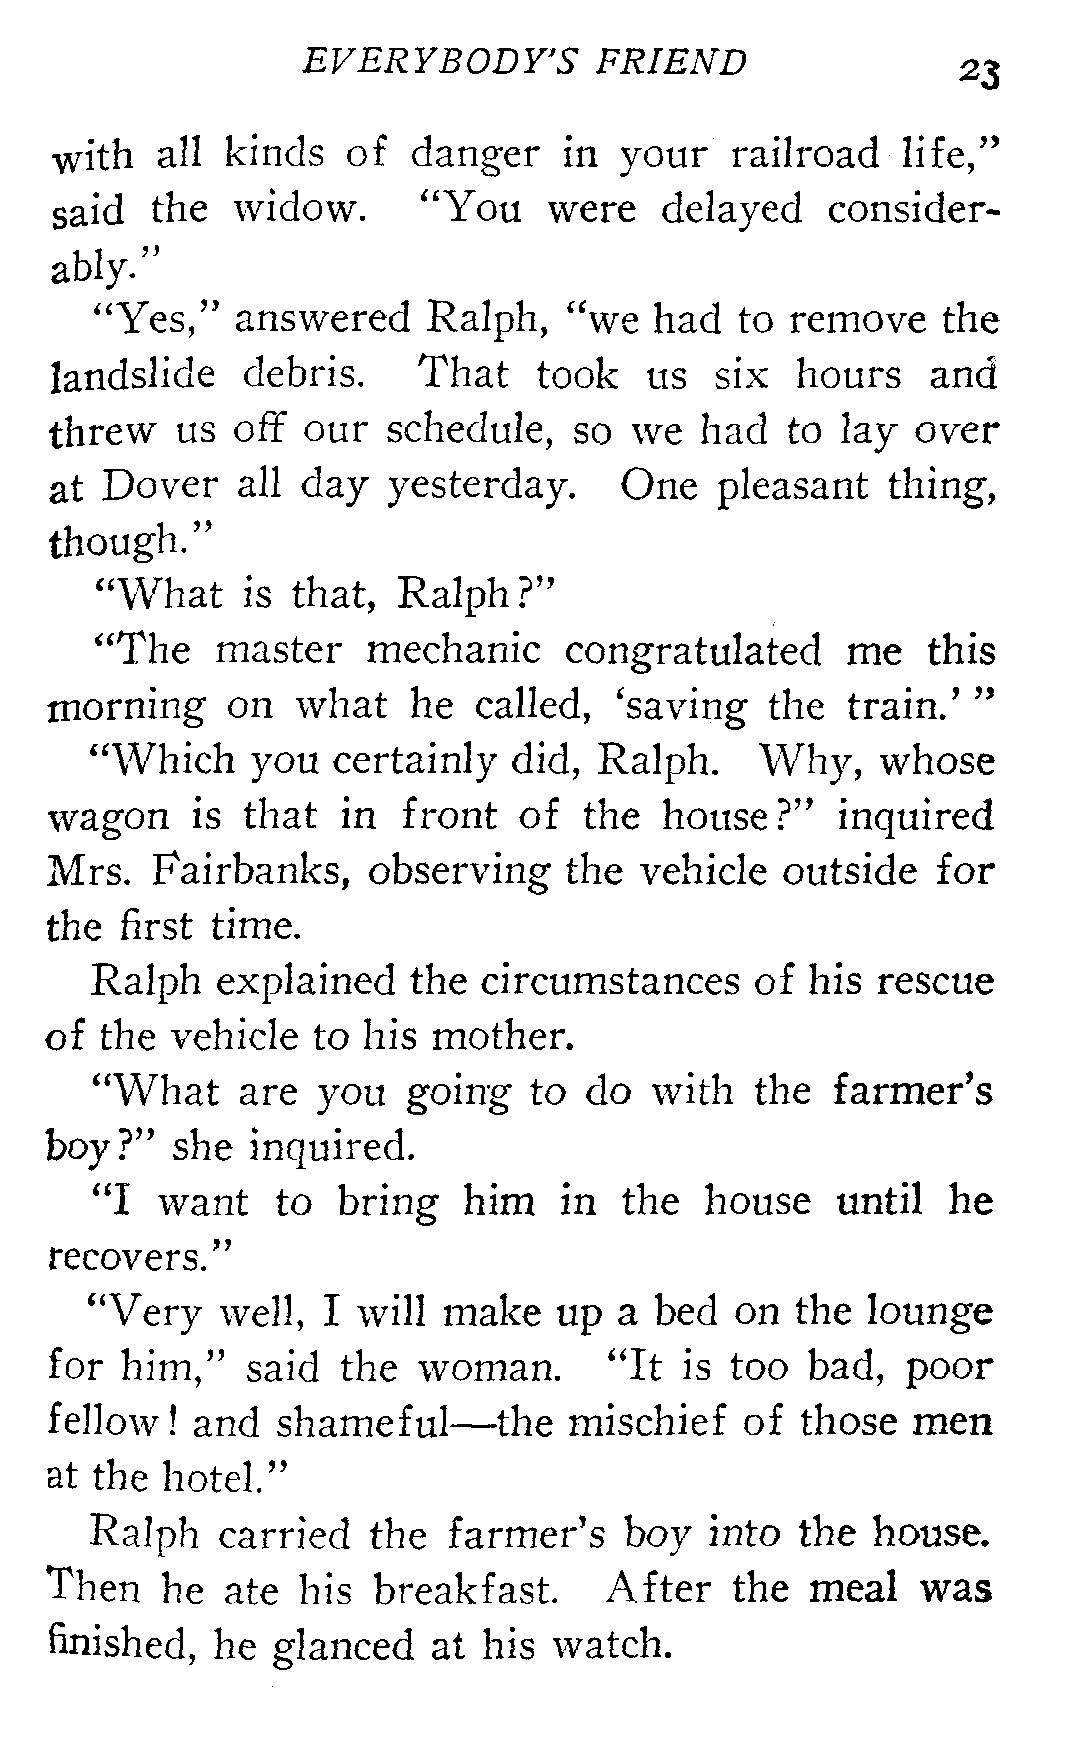 EVERYBODY'S FRIEND 23
with all kinds of danger in your railroad life,”
said the widow. “You were delayed consider-
ably.”
“Yes,” answered Ralph, “we had to remove the
landslide debris. That took us six hours and
threw us off our schedule, so we had to lay over
at Dover all day yesterday. One pleasant thing,
though.”
“What is that, Ralph?”
“The master mechanic congratulated me this
morning on what he called, ‘saving the train.’ ”
“Which you certainly did, Ralph. Why, whose
wagon is that in front of the house?” inquired
Mrs. Fairbanks, observing the vehicle outside for
the first time.
Ralph explained the circumstances of his rescue
of the vehicle to his mother.
“What are you going to do with the farmer’s
boy?” she inquired.
“I want to bring him in the house until he
recovers.”
“Very well, I will make up a bed on the lounge
for him,” said the woman. “It is too bad, poor
fellow! and shameful—the mischief of those men
at the hotel.”
Ralph carried the farmer’s boy into the house.
Then he ate his breakfast. After the meal was
finished, he glanced at his watch.